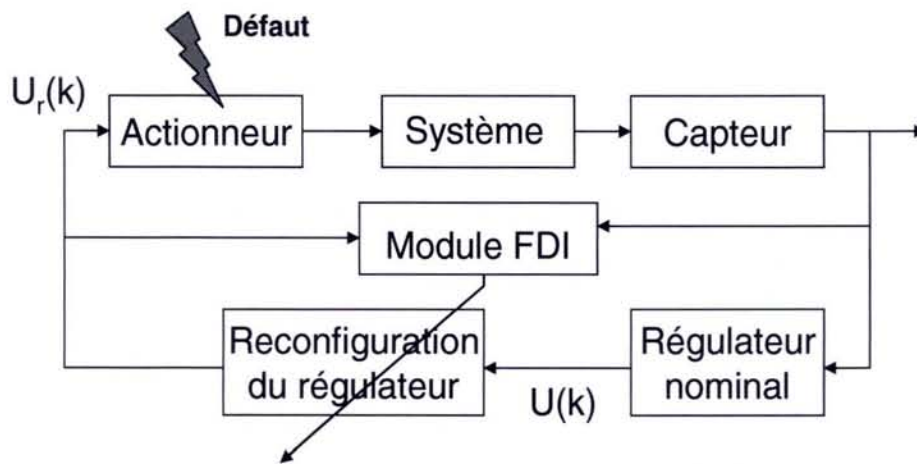 Défaut
U_r(k)
Actionneur
Système
Capteur
Module FDI
Reconfiguration
du régulateur
U(k)
Régulateur
nominal